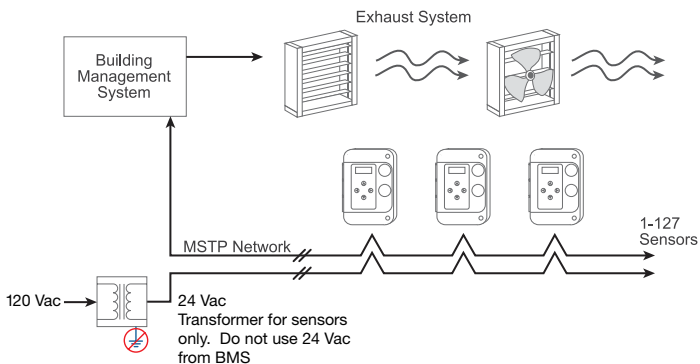 Exhaust System
Building
Management
System
1-127
Sensors
MSTP Network
120 Vac
24 Vac
Transformer for sensors
only. Do not use 24 Vac
from BMS